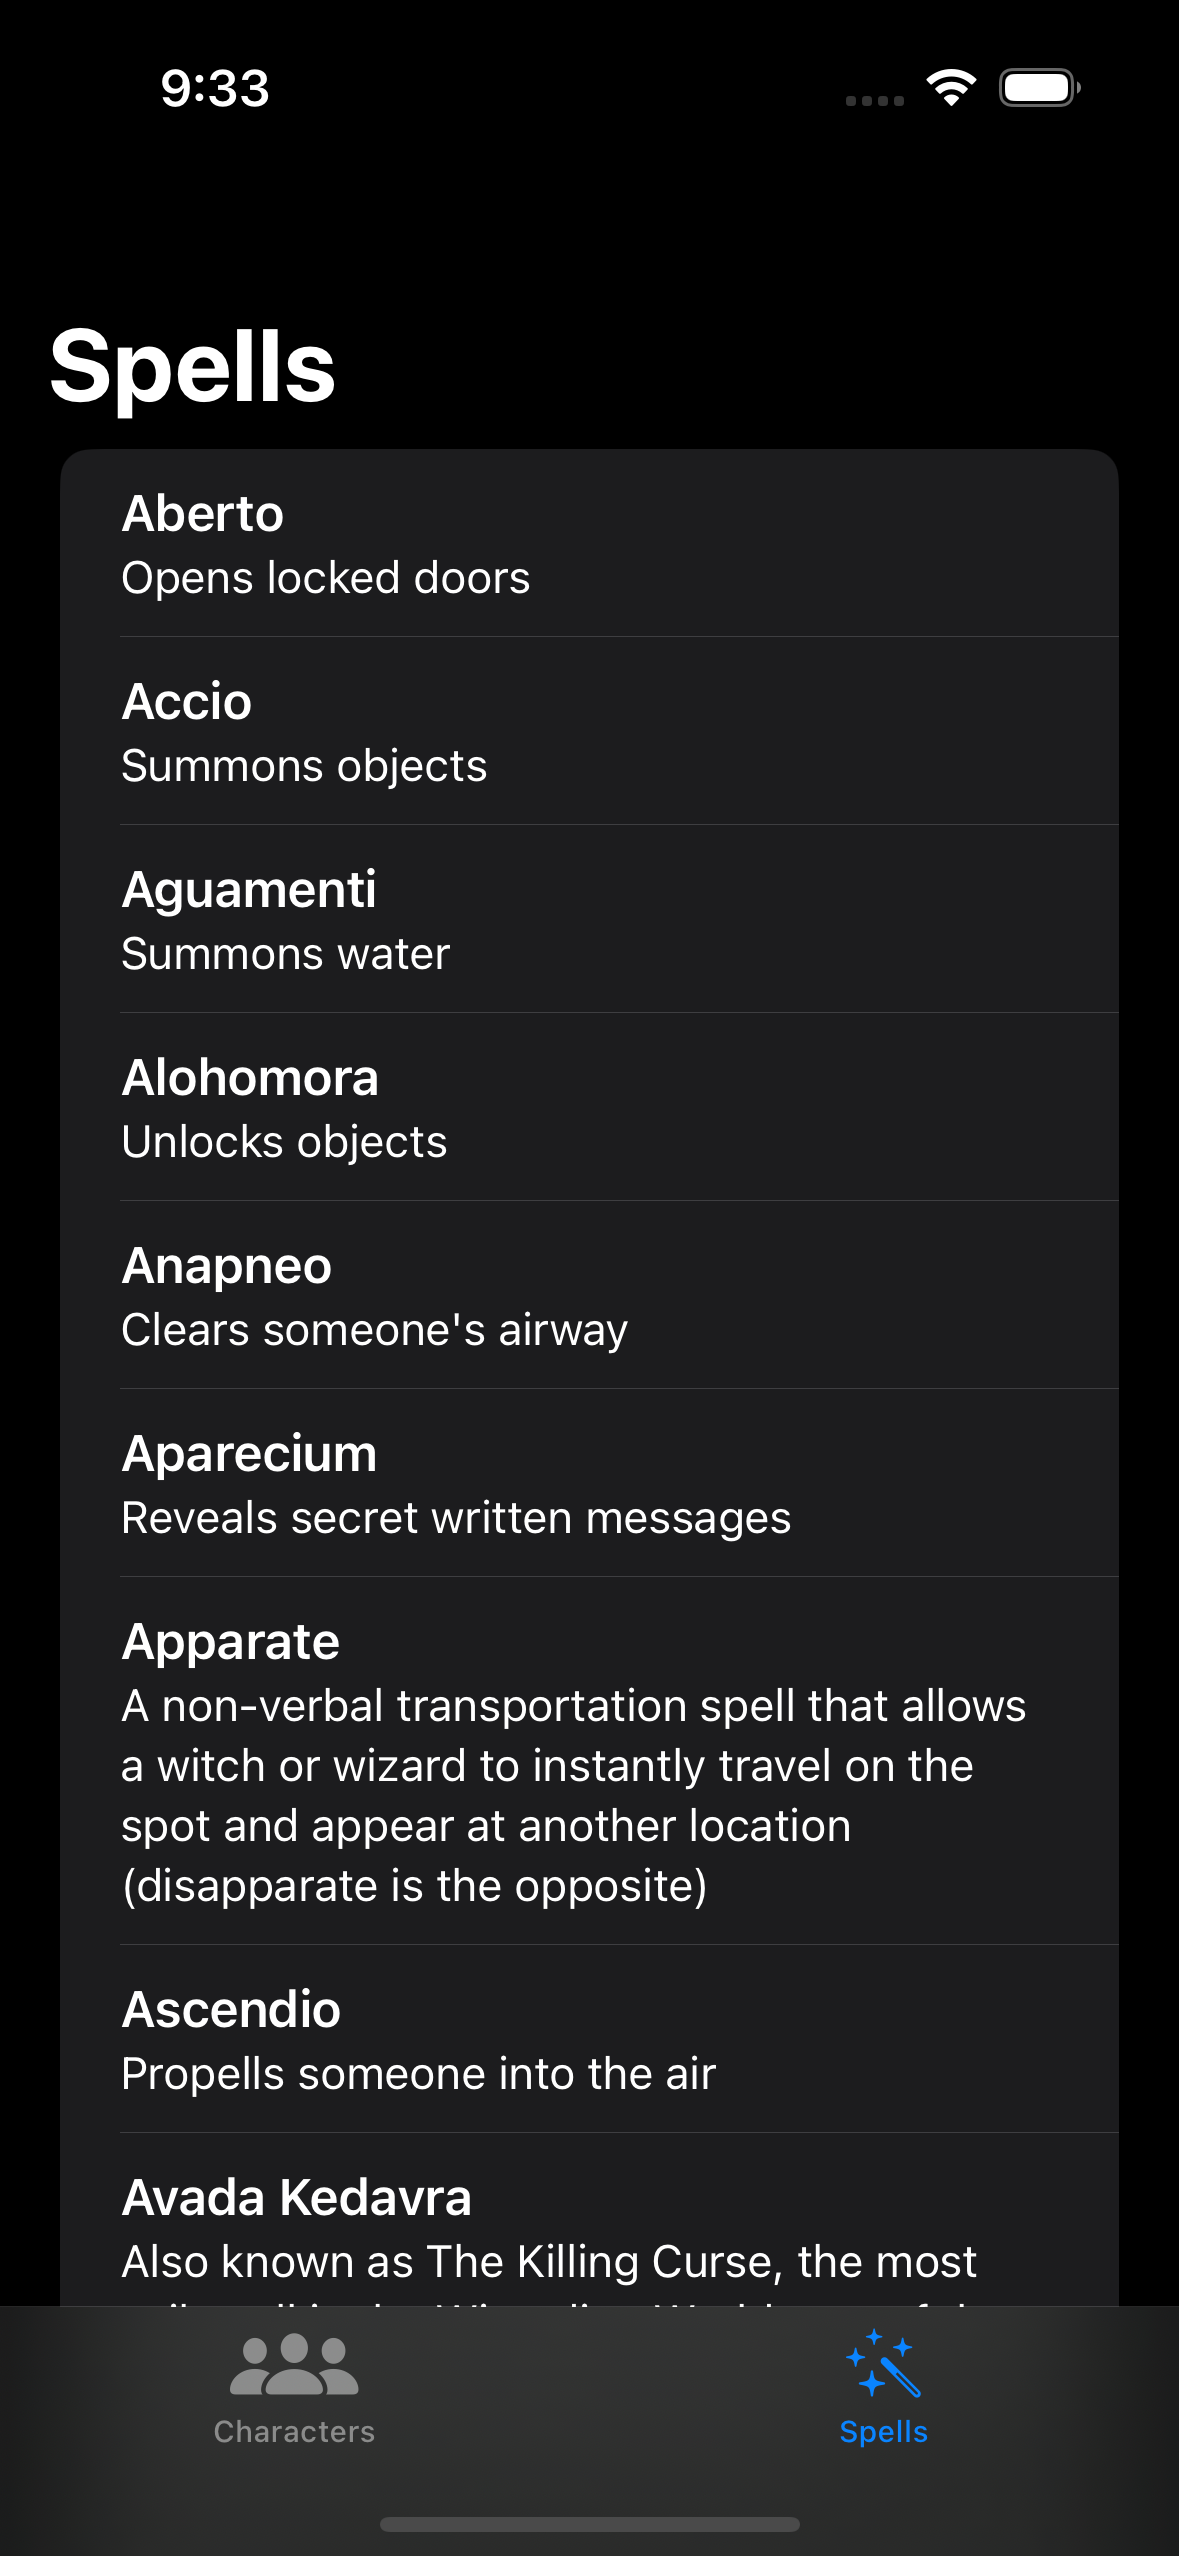 9:33
Spells
Aberto
Opens locked doors
Accio
Summons objects
Aguamenti
Summons water
Alohomora
Unlocks objects
Anapneo
Clears someone's airway
Aparecium
Reveals secret written messages
Apparate
A non-verbal transportation spell that allows
a witch or wizard to instantly travel on the
spot and appear at another location
(disapparate is the opposite)
Ascendio
Propells someone into the air
Avada Kedavra
Also known as The Killing Curse, the most
Characters
Spells